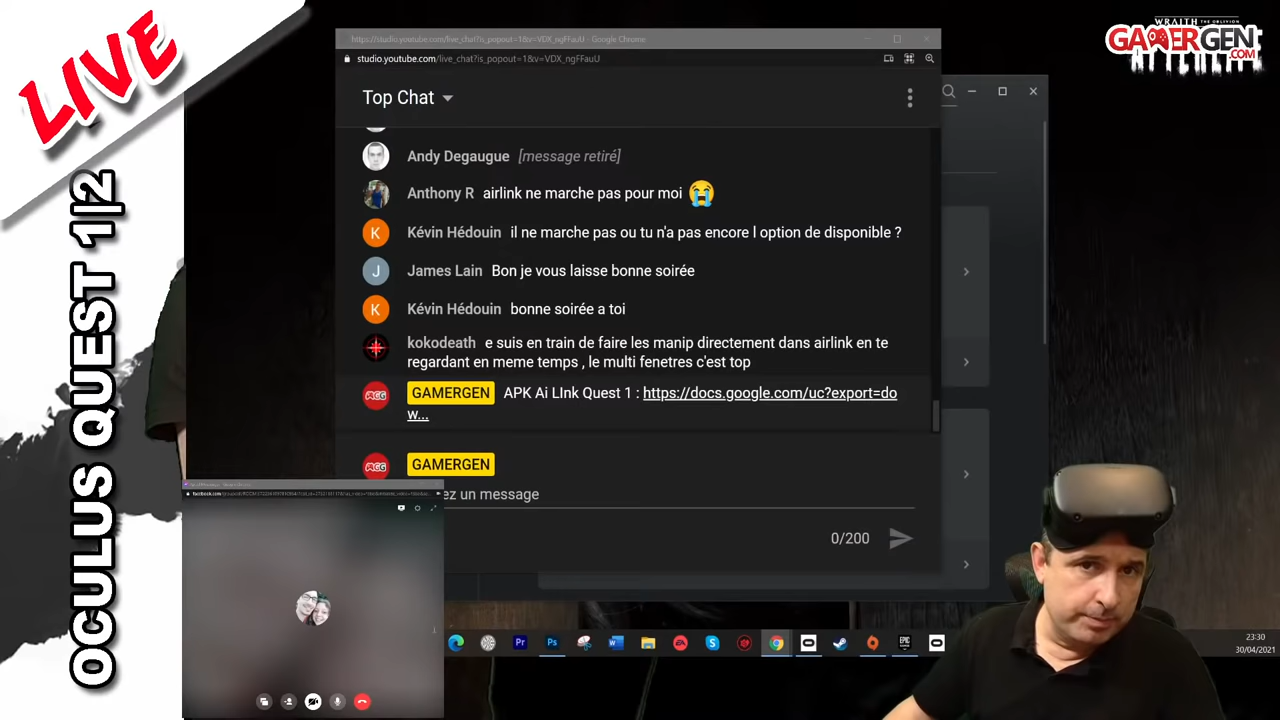 LIVE
OCULUS QUEST 1|2
WRAITH THE OBLIVION
AFTERLIFE
GAMERGEN
.COM
https://studio.youtube.com/live_chat?is_popout=1&v=VDX_ngFFauU - Google Chrome
studio.youtube.com/live_chat?is_popout=1&v=VDX_ngFFauU
Top Chat
Andy Degaugue [message retiré]
Anthony R airlink ne marche pas pour moi 😭
Kévin Hédouin il ne marche pas ou tu n'a pas encore l option de disponible ?
James Lain Bon je vous laisse bonne soirée
Kévin Hédouin bonne soirée a toi
kokodeath e suis en train de faire les manip directement dans airlink en te
regardant en meme temps , le multi fenetres c'est top
GAMERGEN APK Ai LInk Quest 1 : https://docs.google.com/uc?export=do
w...
GAMERGEN
ez un message
0/200
23:30
30/04/2021